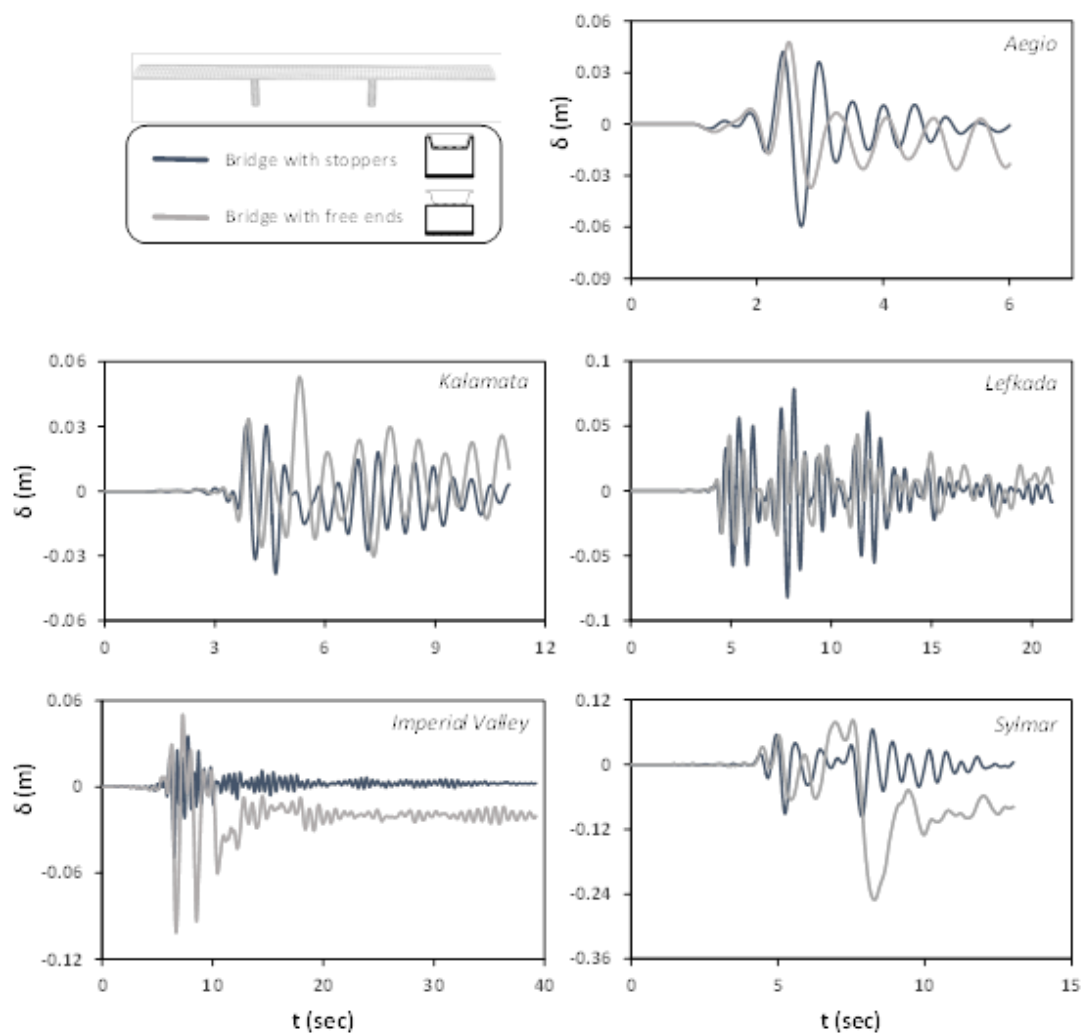 Bridge with stoppers
Bridge with free ends
Aegio
δ (m)
0.06
0.03
0
-0.03
-0.06
-0.09
0 2 4 6
Kalamata
δ (m)
0.06
0.03
0
-0.03
-0.06
0 3 6 9 12
Lefkada
0.1
0.05
0
-0.05
-0.1
0 5 10 15 20
Imperial Valley
δ (m)
0.06
0
-0.06
-0.12
0 10 20 30 40
t (sec)
Sylmar
0.12
0
-0.12
-0.24
-0.36
0 5 10 15
t (sec)